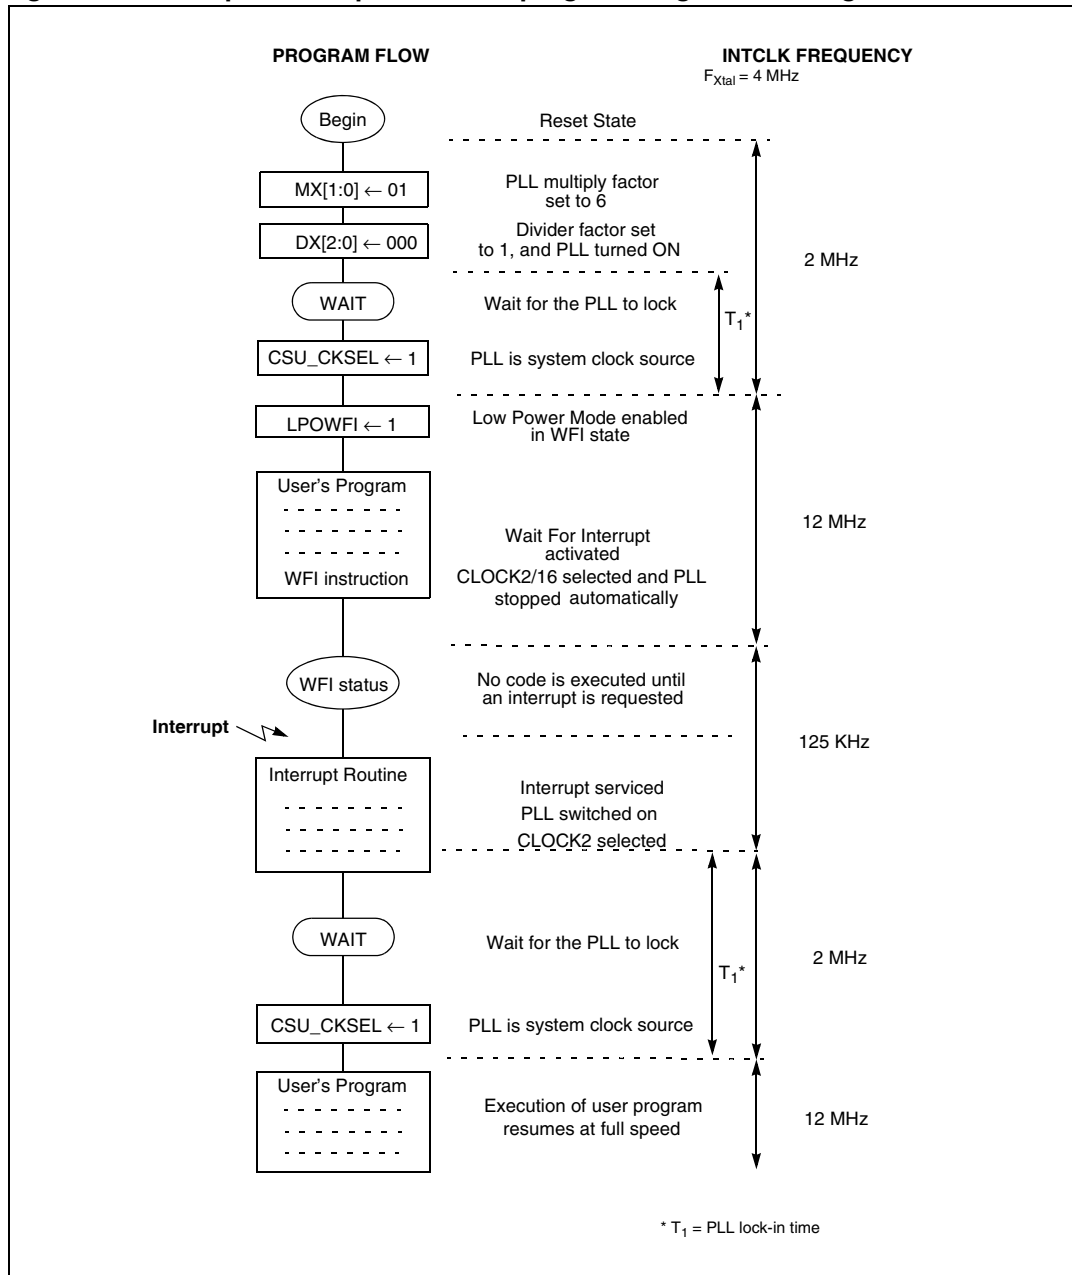 PROGRAM FLOW
INTCLK FREQUENCY
FXtal = 4 MHz
Begin
Reset State
MX[1:0] ← 01
PLL multiply factor
set to 6
DX[2:0] ← 000
Divider factor set
to 1, and PLL turned ON
2 MHz
WAIT
Wait for the PLL to lock
T1*
CSU_CKSEL ← 1
PLL is system clock source
LPOWFI ← 1
Low Power Mode enabled
in WFI state
User's Program
WFI instruction
Wait For Interrupt
activated
CLOCK2/16 selected and PLL
stopped automatically
12 MHz
WFI status
No code is executed until
an interrupt is requested
Interrupt
125 KHz
Interrupt Routine
Interrupt serviced
PLL switched on
CLOCK2 selected
WAIT
Wait for the PLL to lock
2 MHz
T1*
CSU_CKSEL ← 1
PLL is system clock source
User's Program
Execution of user program
resumes at full speed
12 MHz
* T1 = PLL lock-in time